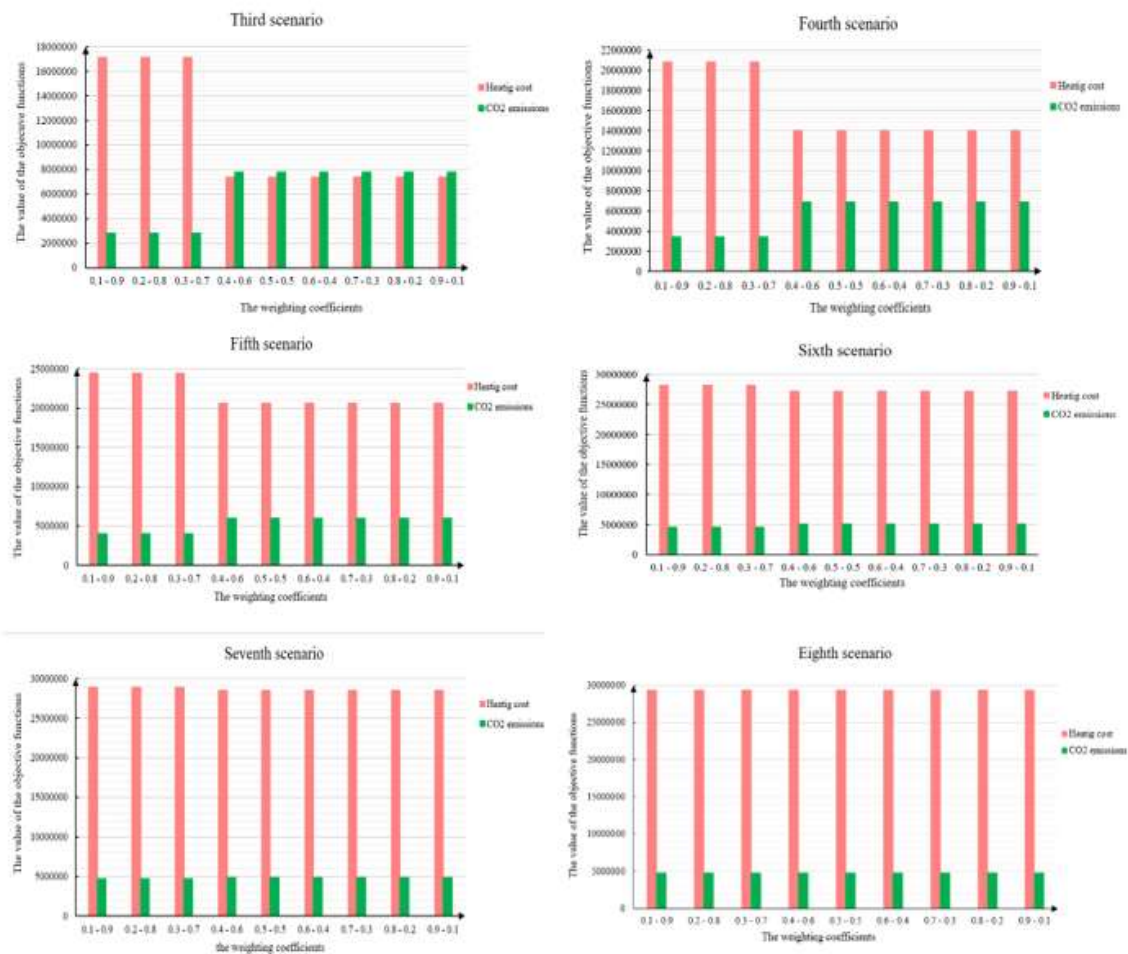 Third scenario
The value of the objective functions
18000000
16000000
14000000
12000000
10000000
8000000
6000000
4000000
2000000
0
0.1 - 0.9 0.2 - 0.8 0.3 - 0.7 0.4 - 0.6 0.5 - 0.5 0.6 - 0.4 0.7 - 0.3 0.8 - 0.2 0.9 - 0.1
The weighting coefficients
Heatig cost
CO2 emissions
Fourth scenario
The value of the objective functions
22000000
20000000
18000000
16000000
14000000
12000000
10000000
8000000
6000000
4000000
2000000
0
0.1 - 0.9 0.2 - 0.8 0.3 - 0.7 0.4 - 0.6 0.5 - 0.5 0.6 - 0.4 0.7 - 0.3 0.8 - 0.2 0.9 - 0.1
The weighting coefficients
Heatig cost
CO2 emissions
Fifth scenario
The value of the objective functions
25000000
20000000
15000000
10000000
5000000
0
0.1 - 0.9 0.2 - 0.8 0.3 - 0.7 0.4 - 0.6 0.5 - 0.5 0.6 - 0.4 0.7 - 0.3 0.8 - 0.2 0.9 - 0.1
The weighting coefficients
Heatig cost
CO2 emissions
Sixth scenario
The value of the objective functions
30000000
25000000
20000000
15000000
10000000
5000000
0
0.1 - 0.9 0.2 - 0.8 0.3 - 0.7 0.4 - 0.6 0.5 - 0.5 0.6 - 0.4 0.7 - 0.3 0.8 - 0.2 0.9 - 0.1
The weighting coefficients
Heatig cost
CO2 emissions
Seventh scenario
The value of the objective functions
30000000
25000000
20000000
15000000
10000000
5000000
0
0.1 - 0.9 0.2 - 0.8 0.3 - 0.7 0.4 - 0.6 0.5 - 0.5 0.6 - 0.4 0.7 - 0.3 0.8 - 0.2 0.9 - 0.1
the weighting coefficients
Heatig cost
CO2 emissions
Eighth scenario
The value of the objective functions
30000000
25000000
20000000
15000000
10000000
5000000
0
0.1 - 0.9 0.2 - 0.8 0.3 - 0.7 0.4 - 0.6 0.5 - 0.5 0.6 - 0.4 0.7 - 0.3 0.8 - 0.2 0.9 - 0.1
The weighting coefficients
Heatig cost
CO2 emissions